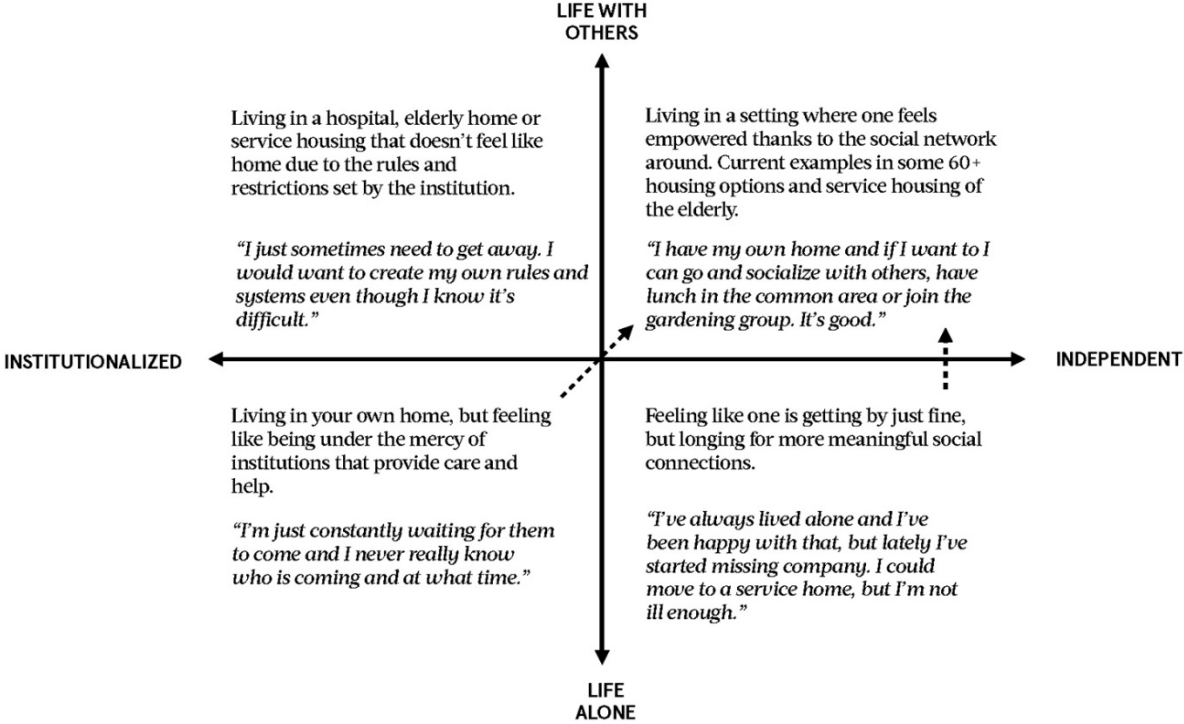 LIFE WITH
OTHERS
Living in a hospital, elderly home or
service housing that doesn’t feel like
home due to the rules and
restrictions set by the institution.
“I just sometimes need to get away. I
would want to create my own rules and
systems even though I know it’s
difficult.”
Living in a setting where one feels
empowered thanks to the social network
around. Current examples in some 60+
housing options and service housing of
the elderly.
“I have my own home and if I want to I
can go and socialize with others, have
lunch in the common area or join the
gardening group. It’s good.”
INSTITUTIONALIZED
INDEPENDENT
Living in your own home, but feeling
like being under the mercy of
institutions that provide care and
help.
“I’m just constantly waiting for them
to come and I never really know
who is coming and at what time.”
Feeling like one is getting by just fine,
but longing for more meaningful social
connections.
“I’ve always lived alone and I’ve
been happy with that, but lately I’ve
started missing company. I could
move to a service home, but I’m not
ill enough.”
LIFE
ALONE